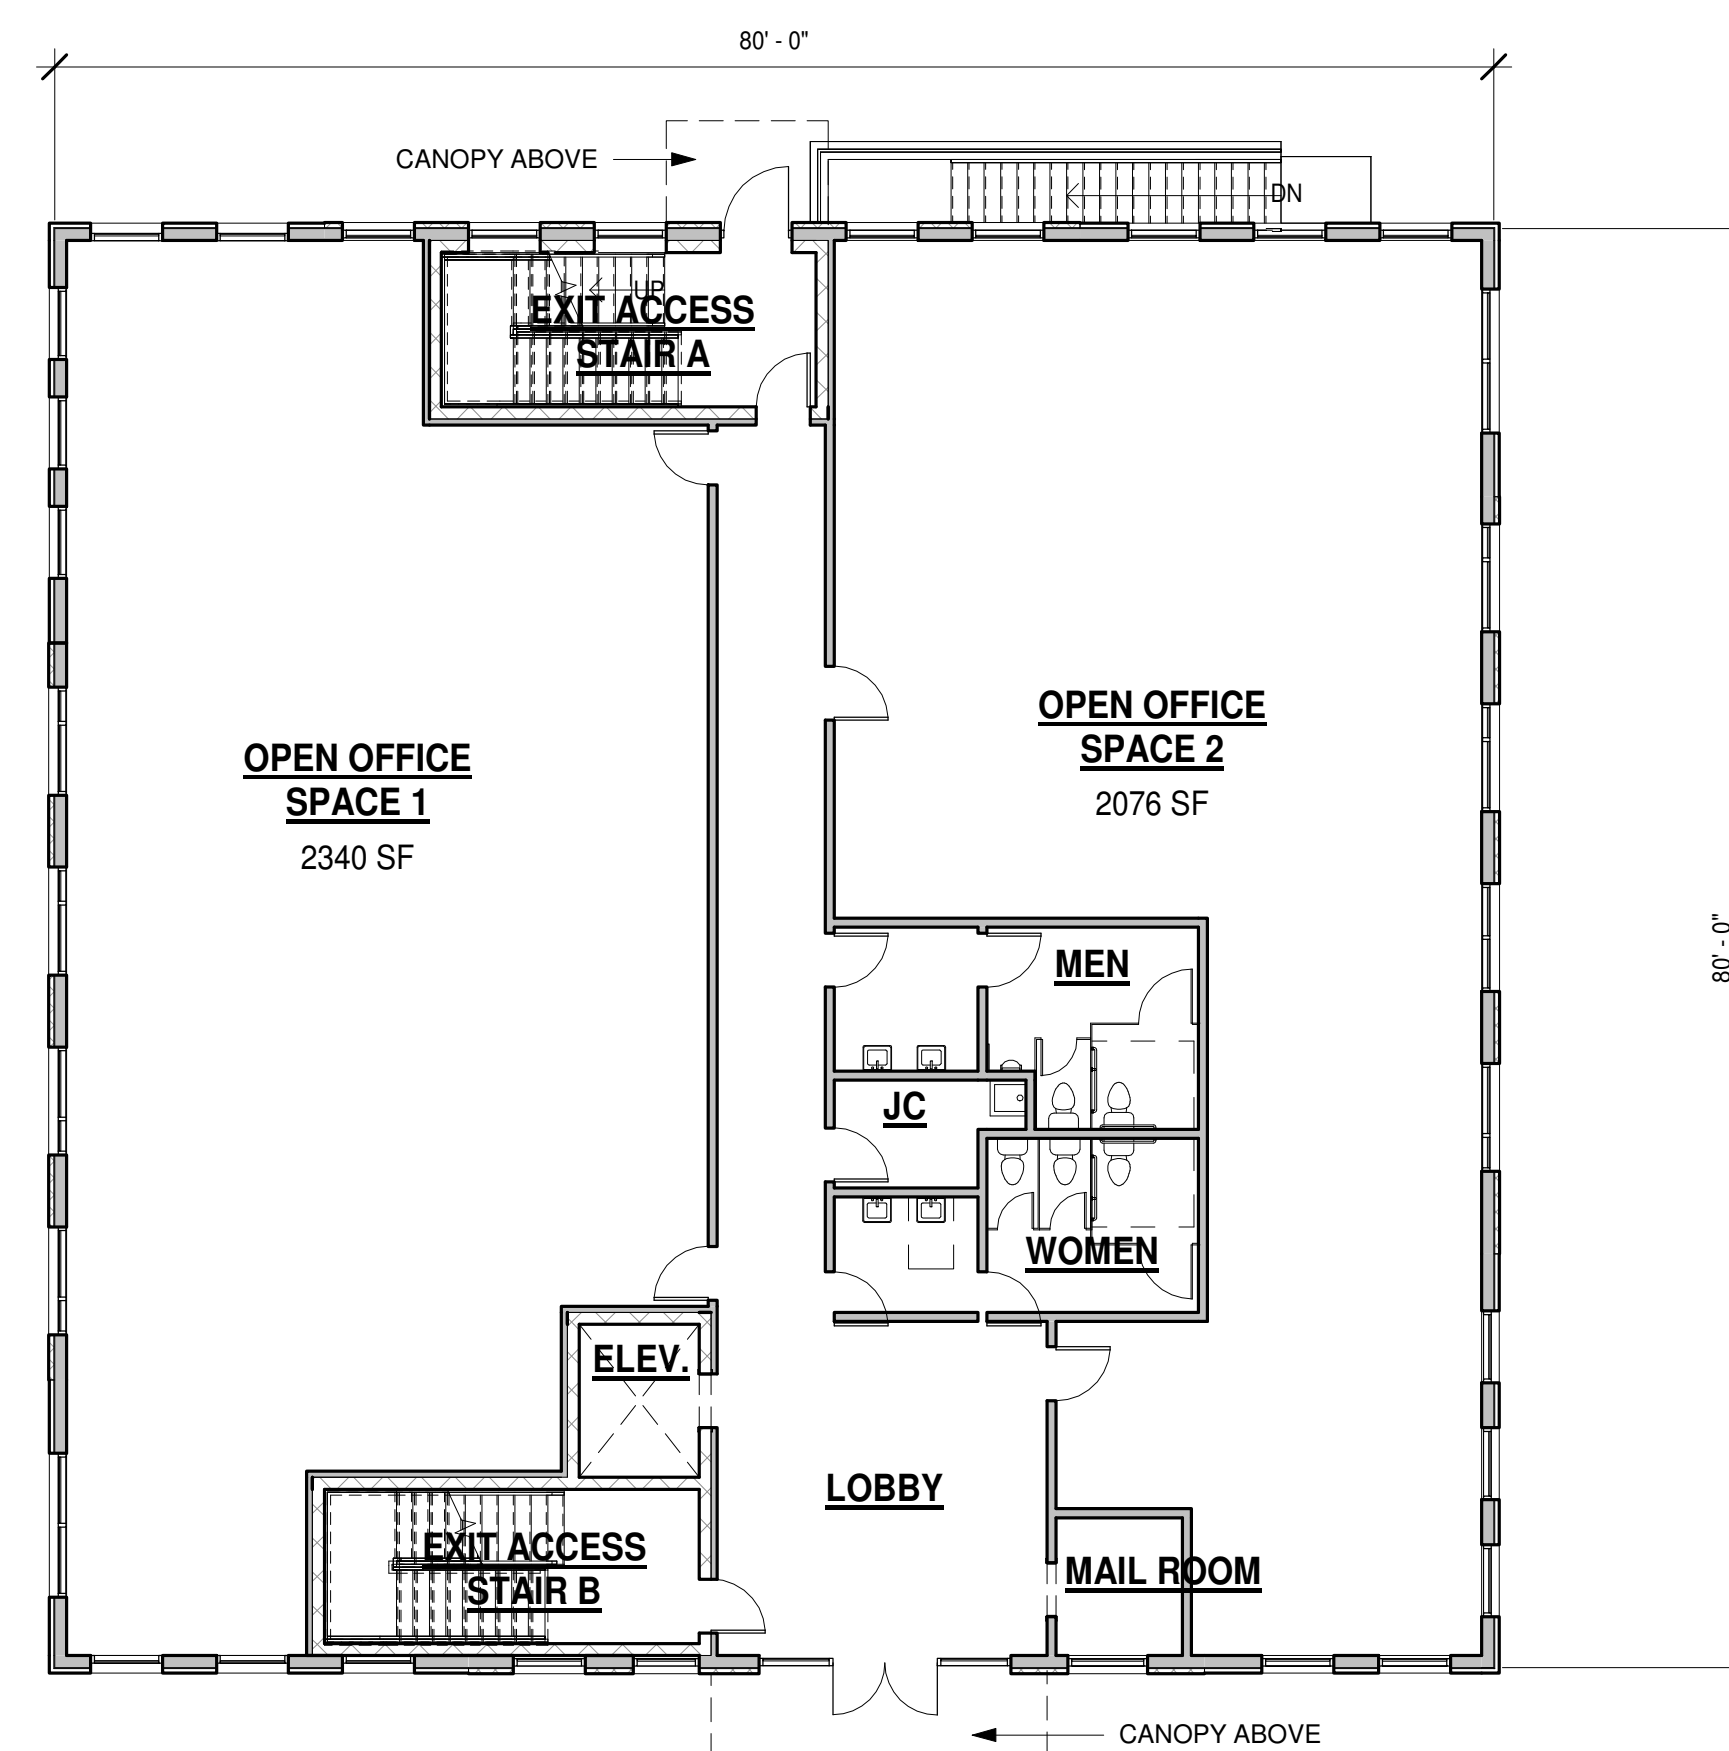 80' - 0"
CANOPY ABOVE
DN
UP
EXIT ACCESS
STAIR A
OPEN OFFICE
SPACE 2
2076 SF
OPEN OFFICE
SPACE 1
2340 SF
80' - 0"
MEN
JC
WOMEN
ELEV.
LOBBY
EXIT ACCESS
STAIR B
MAIL ROOM
CANOPY ABOVE